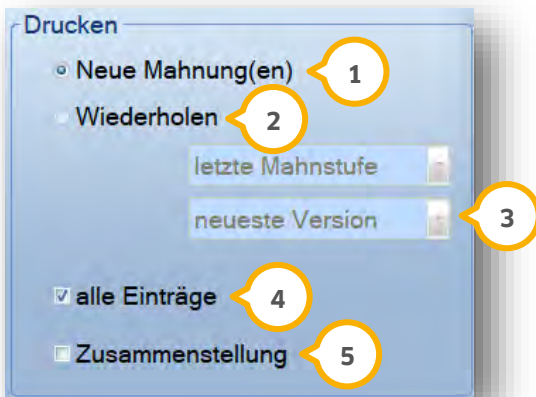 Drucken
Neue Mahnung(en) 1
Wiederholen 2
letzte Mahnstufe
neueste Version 3
alle Einträge 4
Zusammenstellung 5